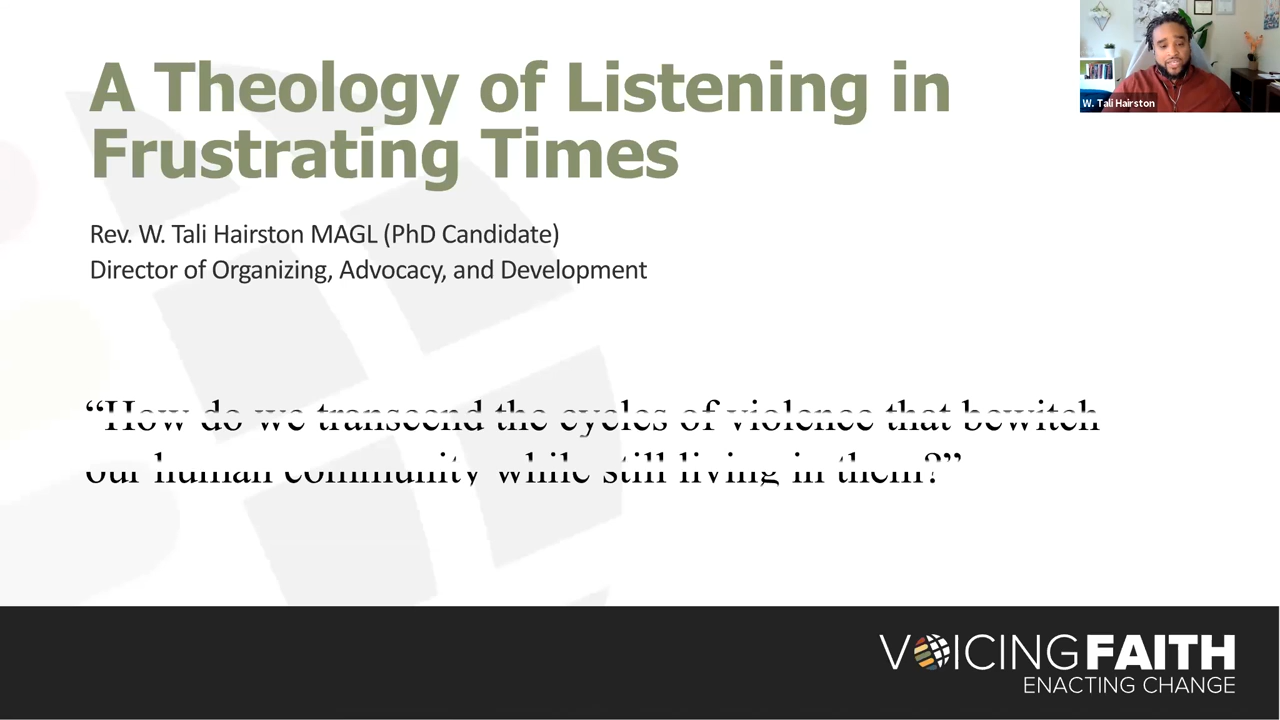 A Theology of Listening in
Frustrating Times
W. Tali Hairston
Rev. W. Tali Hairston MAGL (PhD Candidate)
Director of Organizing, Advocacy, and Development
“How do we transcend the cycles of violence that bewitch
our human community while still living in them?”
VOICING FAITH
ENACTING CHANGE